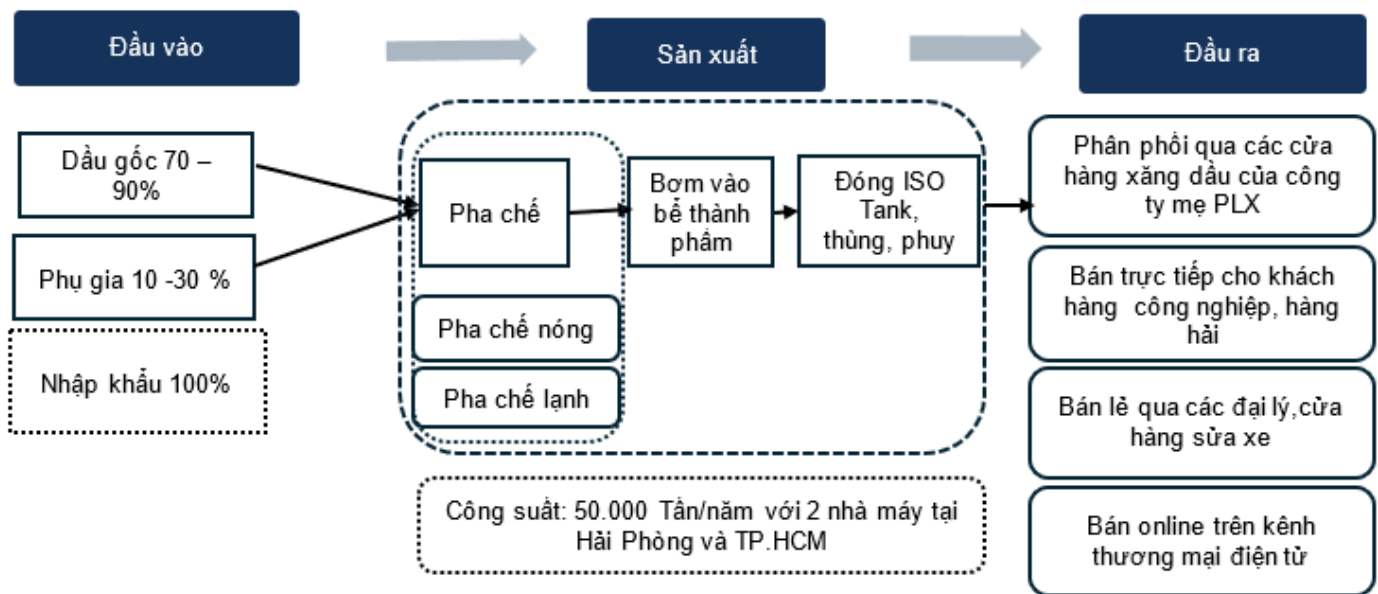 Đầu vào
Sản xuất
Đầu ra
Dầu gốc 70 –
90%
Phụ gia 10 -30 %
Nhập khẩu 100%
Pha chế
Pha chế nóng
Pha chế lạnh
Bơm vào
bể thành
phẩm
Đóng ISO
Tank,
thùng, phuy
Công suất: 50.000 Tấn/năm với 2 nhà máy tại
Hải Phòng và TP.HCM
Phân phối qua các cửa
hàng xăng dầu của công
ty mẹ PLX
Bán trực tiếp cho khách
hàng công nghiệp, hàng
hải
Bán lẻ qua các đại lý,cửa
hàng sửa xe
Bán online trên kênh
thương mại điện tử